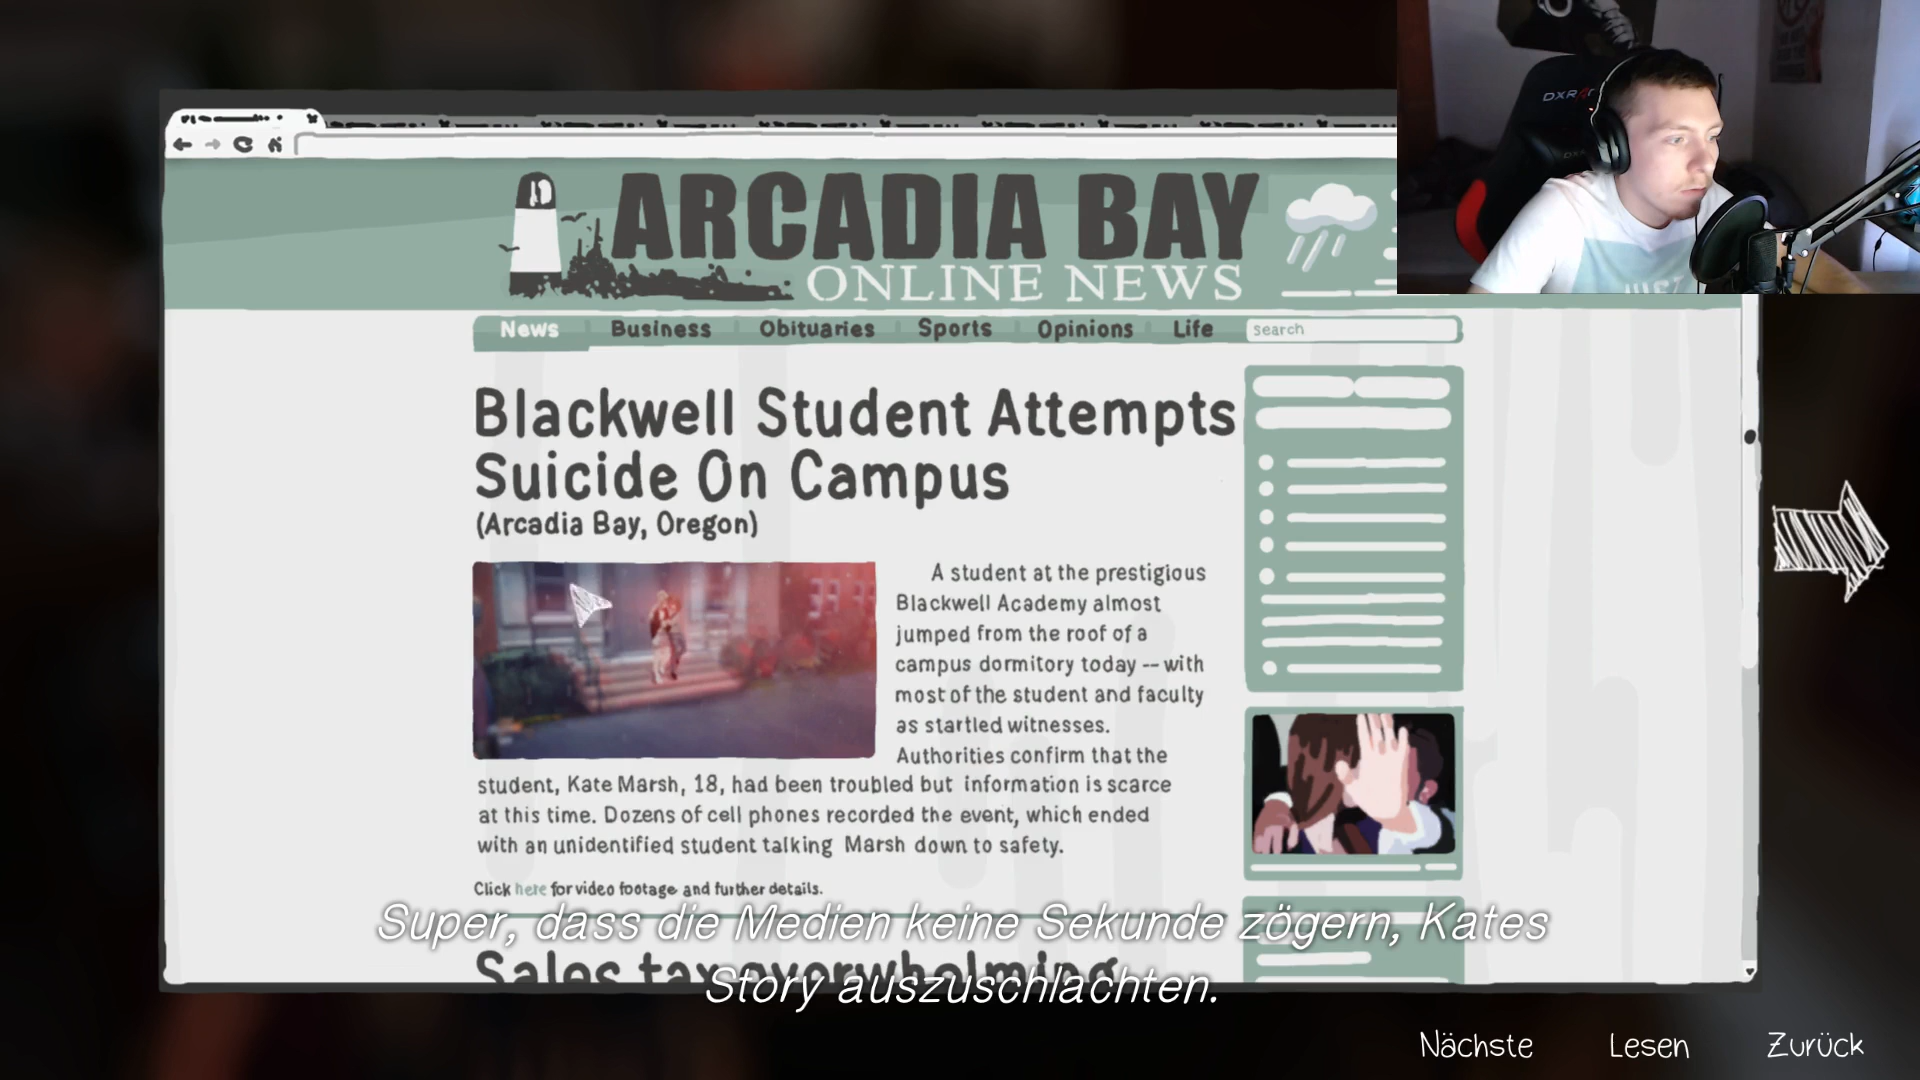 DXR
ARCADIA BAY
ONLINE NEWS
News Business Obituaries Sports Opinions Life search
Blackwell Student Attempts
Suicide On Campus
(Arcadia Bay, Oregon)
A student at the prestigious
Blackwell Academy almost
jumped from the roof of a
campus dormitory today -- with
most of the student and faculty
as startled witnesses.
Authorities confirm that the
student, Kate Marsh, 18, had been troubled but information is scarce
at this time. Dozens of cell phones recorded the event, which ended
with an unidentified student talking Marsh down to safety.
Click here for video footage and further details.
Super, dass die Medien keine Sekunde zögern, Kates
Sales tax overwhelming
Story auszuschlachten.
Nächste Lesen Zurück